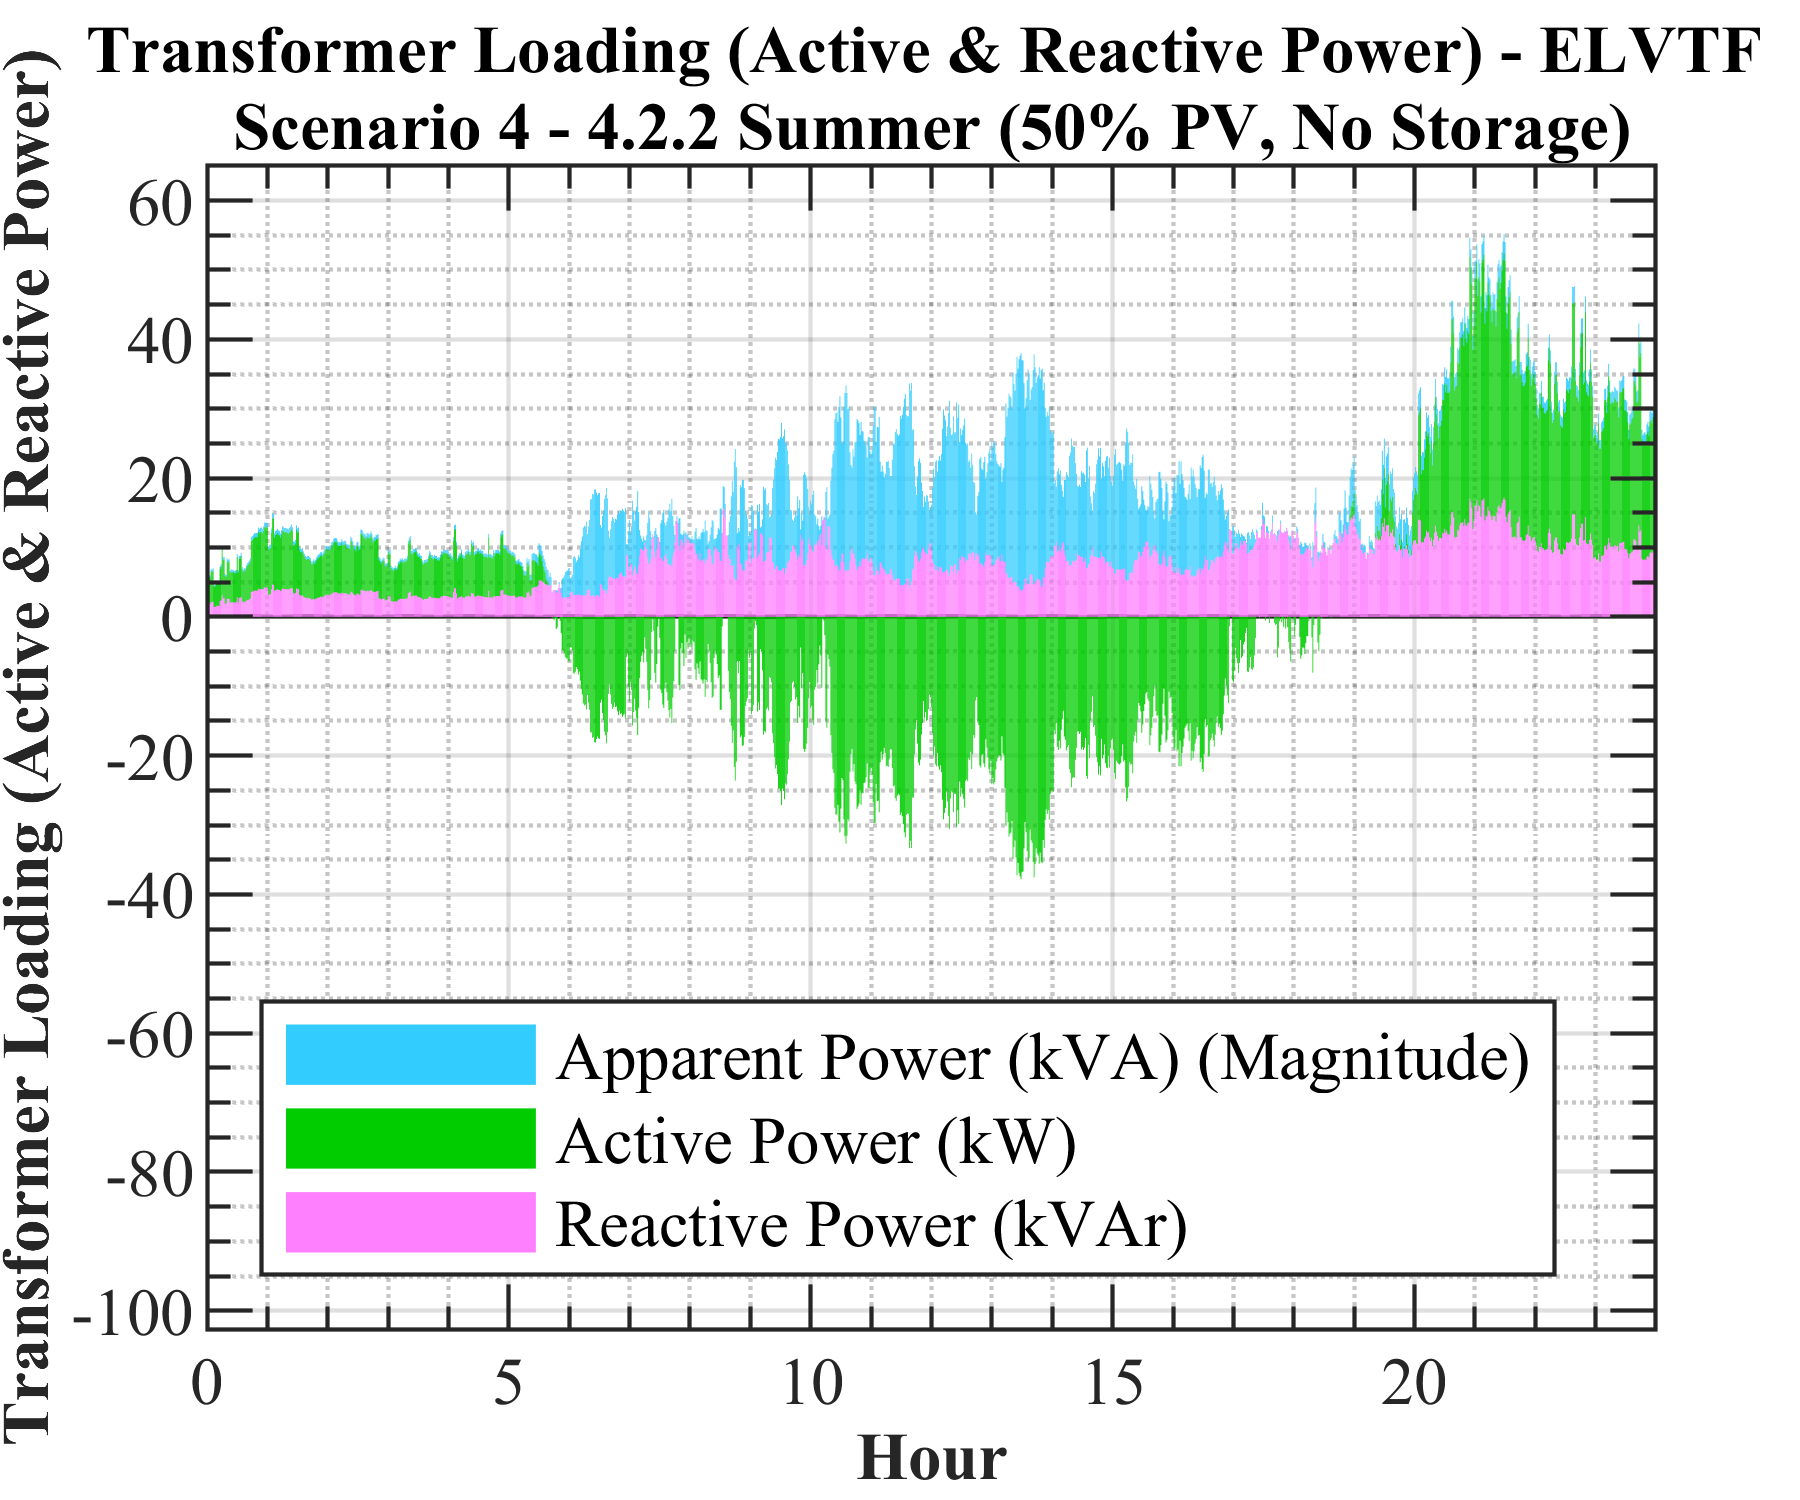 Transformer Loading (Active & Reactive Power) - ELVTF
Scenario 4 - 4.2.2 Summer (50% PV, No Storage)
Transformer Loading (Active & Reactive Power)
60
40
20
0
-20
-40
-60
-80
-100
Apparent Power (kVA) (Magnitude)
Active Power (kW)
Reactive Power (kVAr)
0 5 10 15 20
Hour